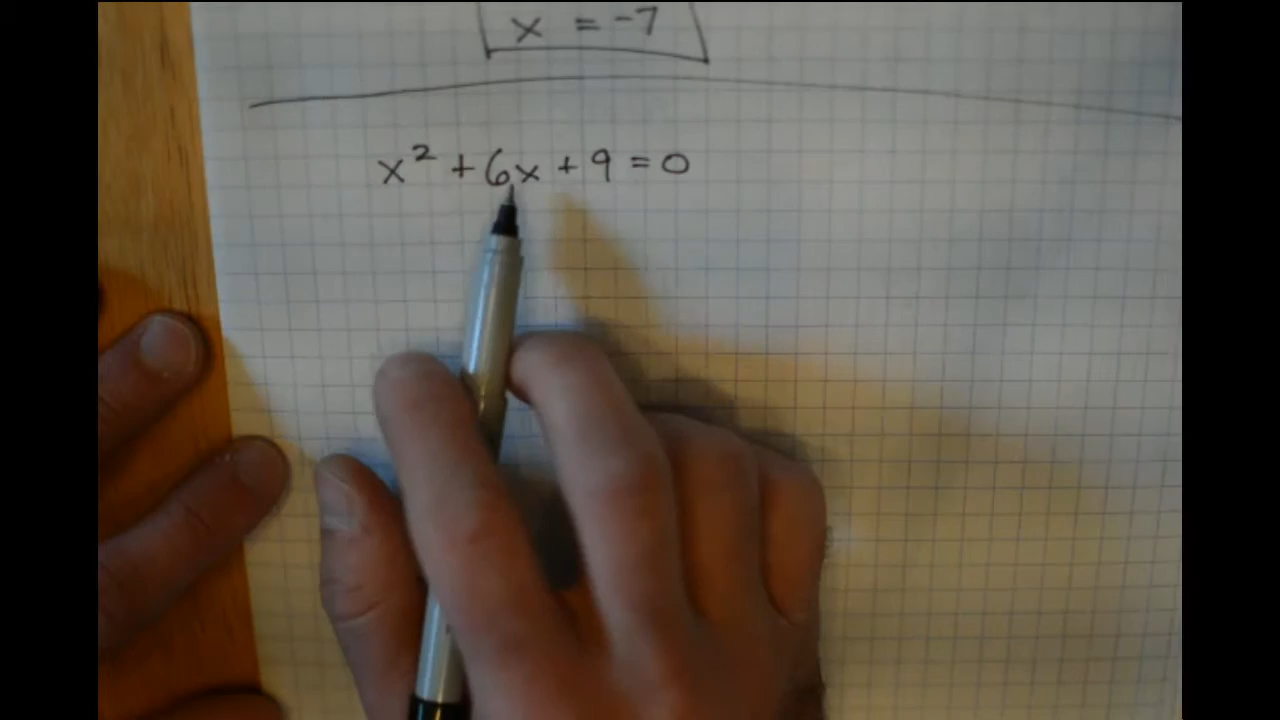 x = -7
x² + 6x + 9 = 0